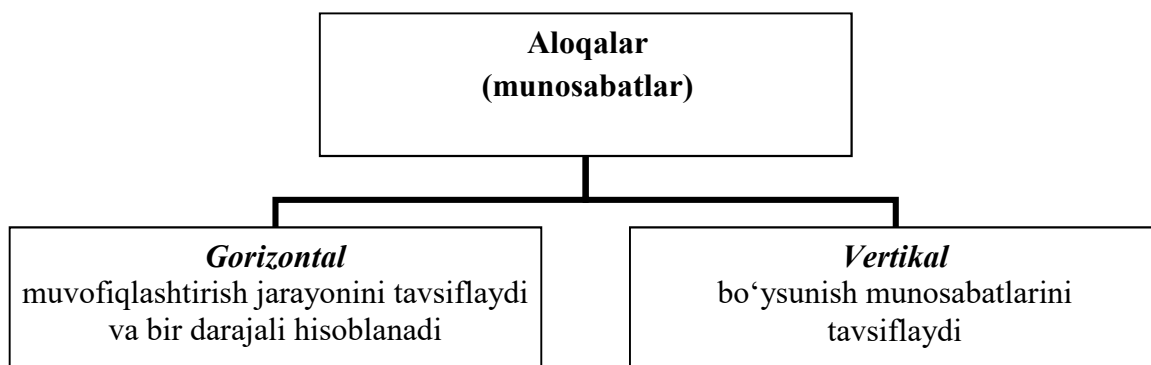 Aloqalar
(munosabatlar)
Gorizontal
muvofiqlashtirish jarayonini tavsiflaydi
va bir darajali hisoblanadi
Vertikal
bo‘ysunish munosabatlarini
tavsiflaydi